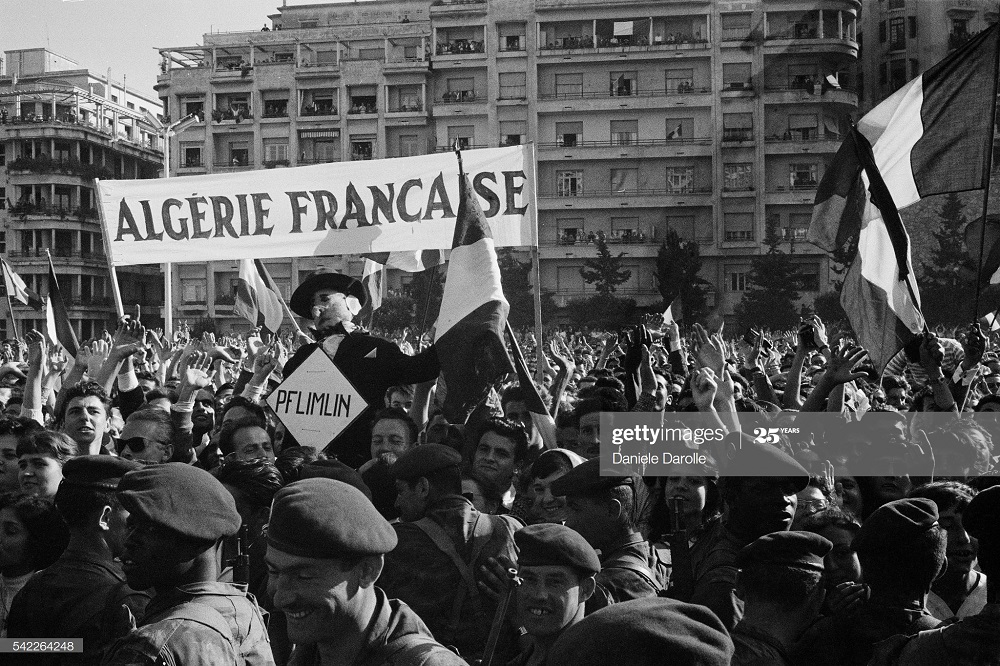 ALGÉRIE FRANÇAISE
PFLIMLIN
gettyimages® 25 YEARS
Daniele Darolle
542264248